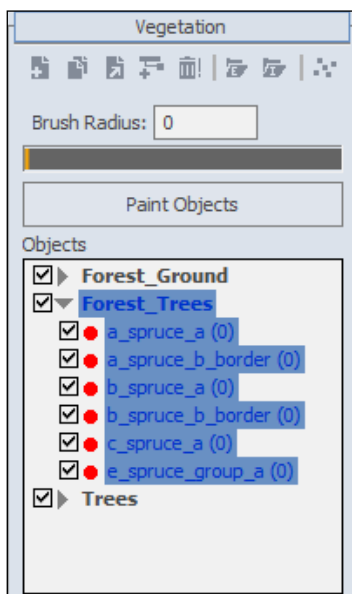 Vegetation
Brush Radius: 0
Paint Objects
Objects
Forest_Ground
Forest_Trees
a_spruce_a (0)
a_spruce_b_border (0)
b_spruce_a (0)
b_spruce_b_border (0)
c_spruce_a (0)
e_spruce_group_a (0)
Trees